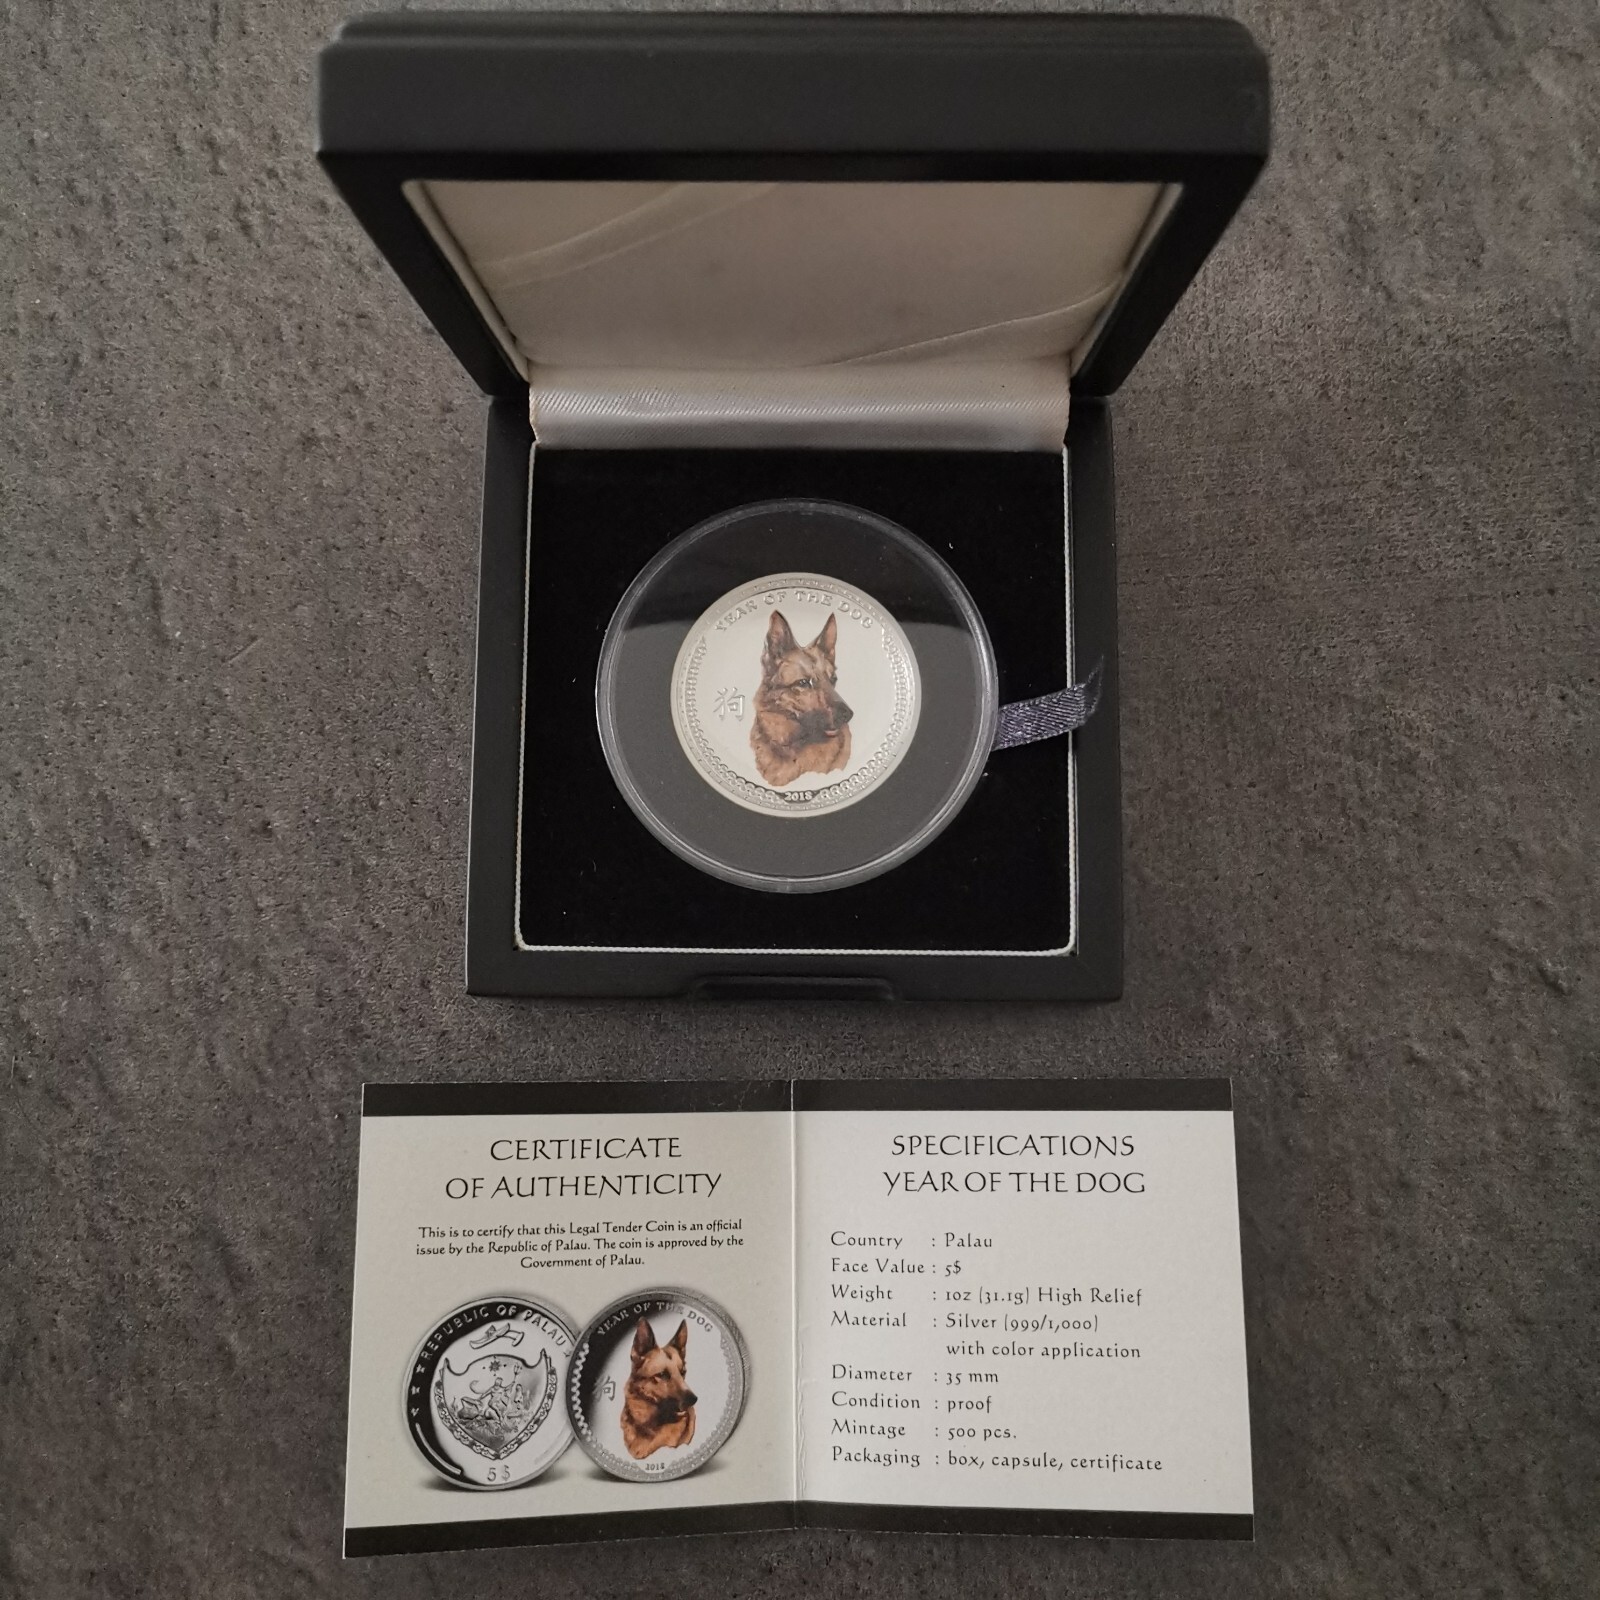 YEAR OF THE DOG
狗
2018
CERTIFICATE
OF AUTHENTICITY
This is to certify that this Legal Tender Coin is an official
issue by the Republic of Palau. The coin is approved by the
Government of Palau.
REPUBLIC OF PALAU
5$
YEAR OF THE DOG
狗
2018
SPECIFICATIONS
YEAR OF THE DOG
Country : Palau
Face Value : 5$
Weight : 1oz (31.1g) High Relief
Material : Silver (999/1,000)
with color application
Diameter : 35 mm
Condition : proof
Mintage : 500 pcs.
Packaging : box, capsule, certificate